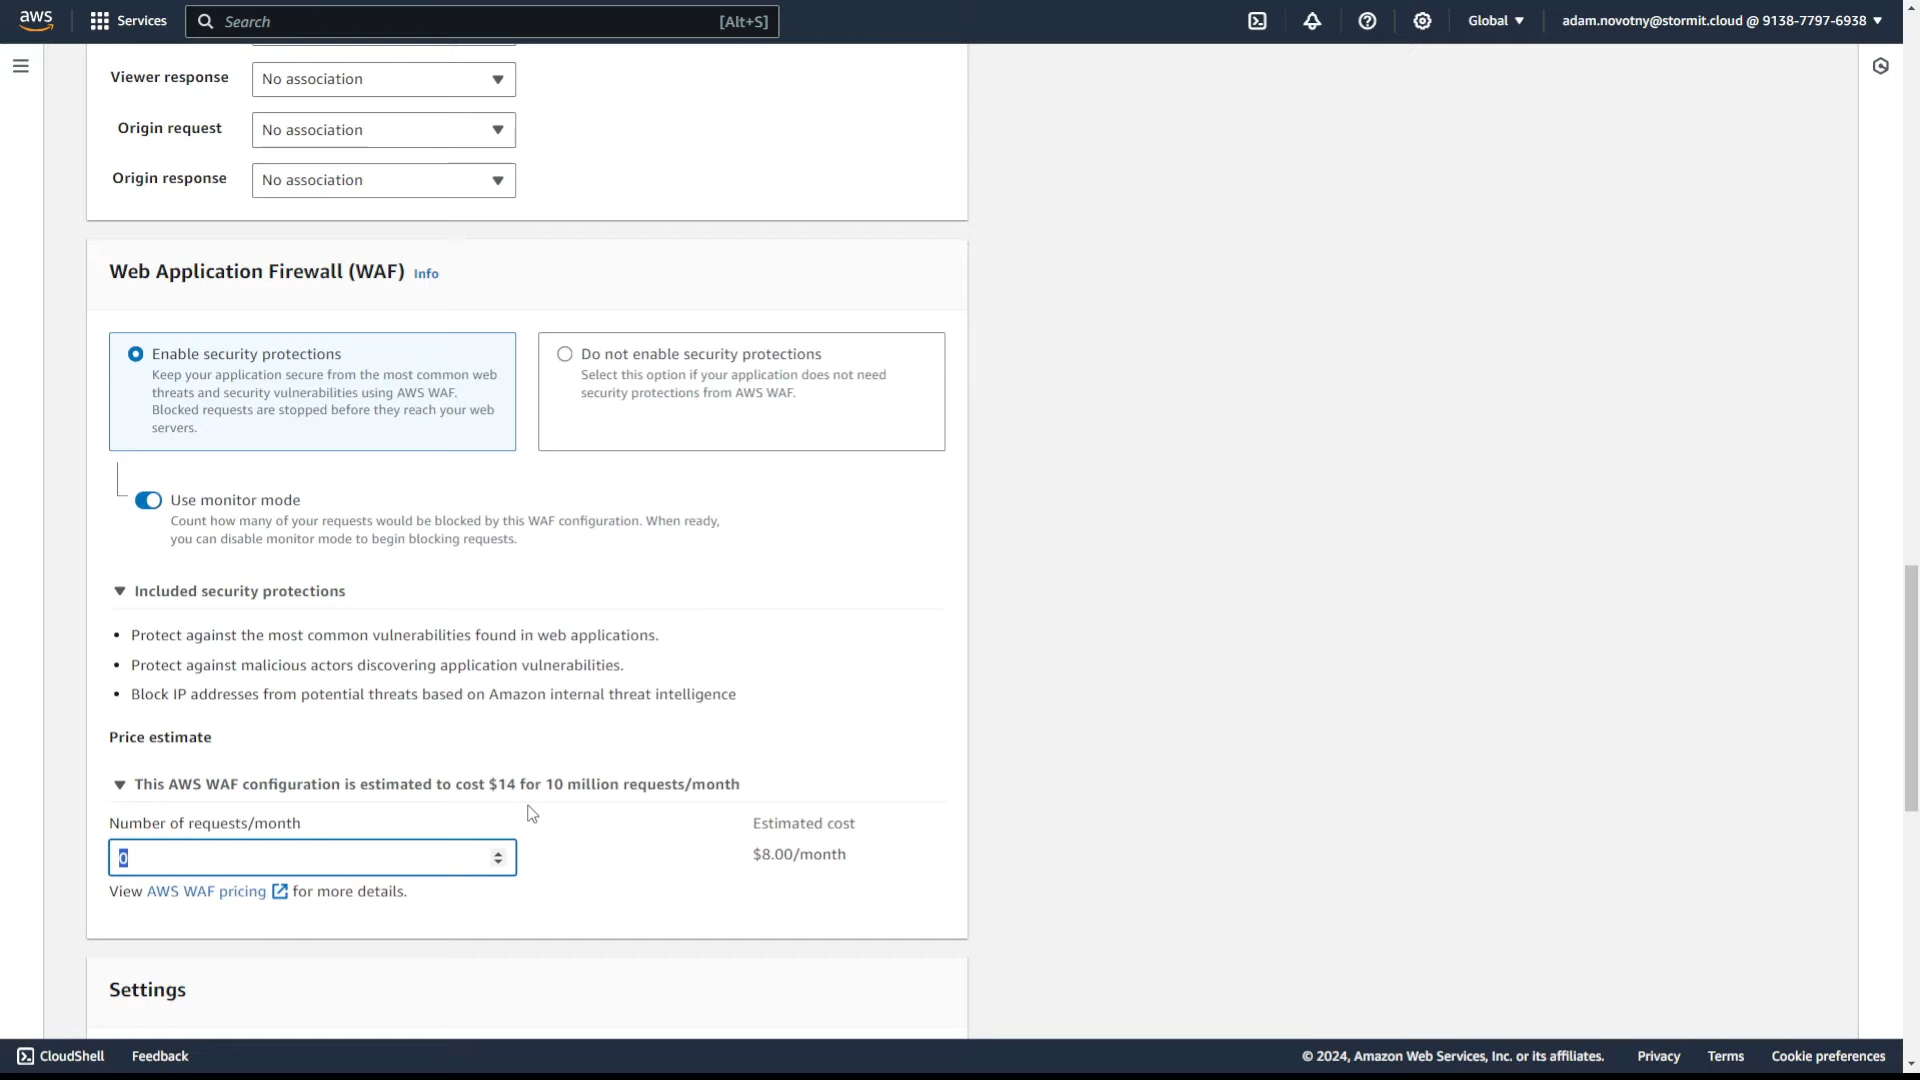 aws
Services
Search
[Alt+S]
Global
adam.novotny@stormit.cloud @ 9138-7797-6938
Viewer response
No association
Origin request
No association
Origin response
No association
Web Application Firewall (WAF) Info
Enable security protections
Keep your application secure from the most common web
threats and security vulnerabilities using AWS WAF.
Blocked requests are stopped before they reach your web
servers.
Do not enable security protections
Select this option if your application does not need
security protections from AWS WAF.
Use monitor mode
Count how many of your requests would be blocked by this WAF configuration. When ready,
you can disable monitor mode to begin blocking requests.
Included security protections
• Protect against the most common vulnerabilities found in web applications.
• Protect against malicious actors discovering application vulnerabilities.
• Block IP addresses from potential threats based on Amazon internal threat intelligence
Price estimate
This AWS WAF configuration is estimated to cost $14 for 10 million requests/month
Number of requests/month
Estimated cost
0
$8.00/month
View AWS WAF pricing for more details.
Settings
CloudShell
Feedback
© 2024, Amazon Web Services, Inc. or its affiliates.
Privacy
Terms
Cookie preferences